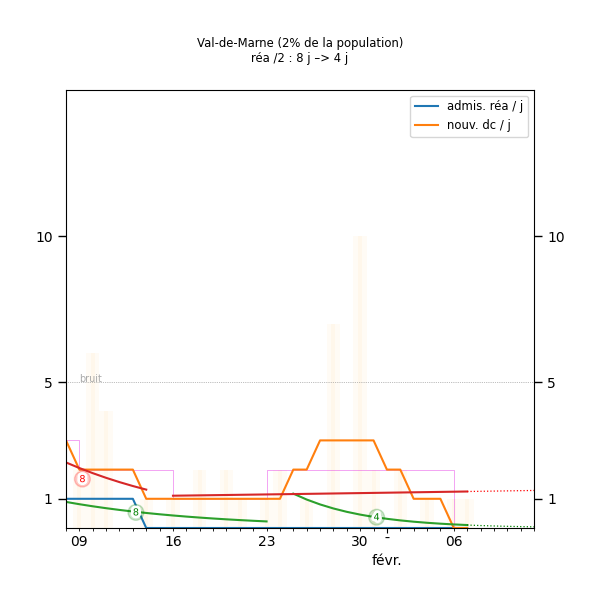 Val-de-Marne (2% de la population)
réa /2 : 8 j –> 4 j
admis. réa / j
nouv. dc / j
10
10
bruit
5
5
8
8
4
1
1
09
16
23
30
06
févr.